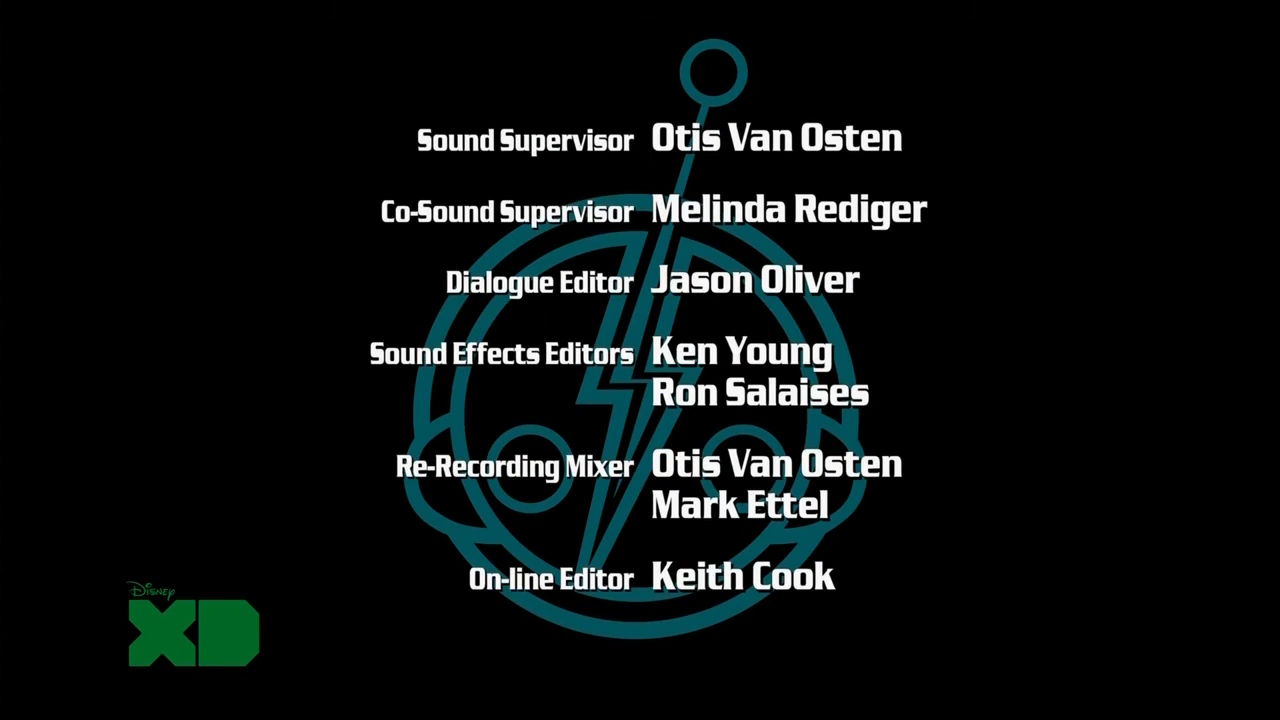 Sound Supervisor Otis Van Osten
Co-Sound Supervisor Melinda Rediger
Dialogue Editor Jason Oliver
Sound Effects Editors Ken Young
Ron Salaises
Re-Recording Mixer Otis Van Osten
Mark Ettel
On-line Editor Keith Cook
Disney
XD